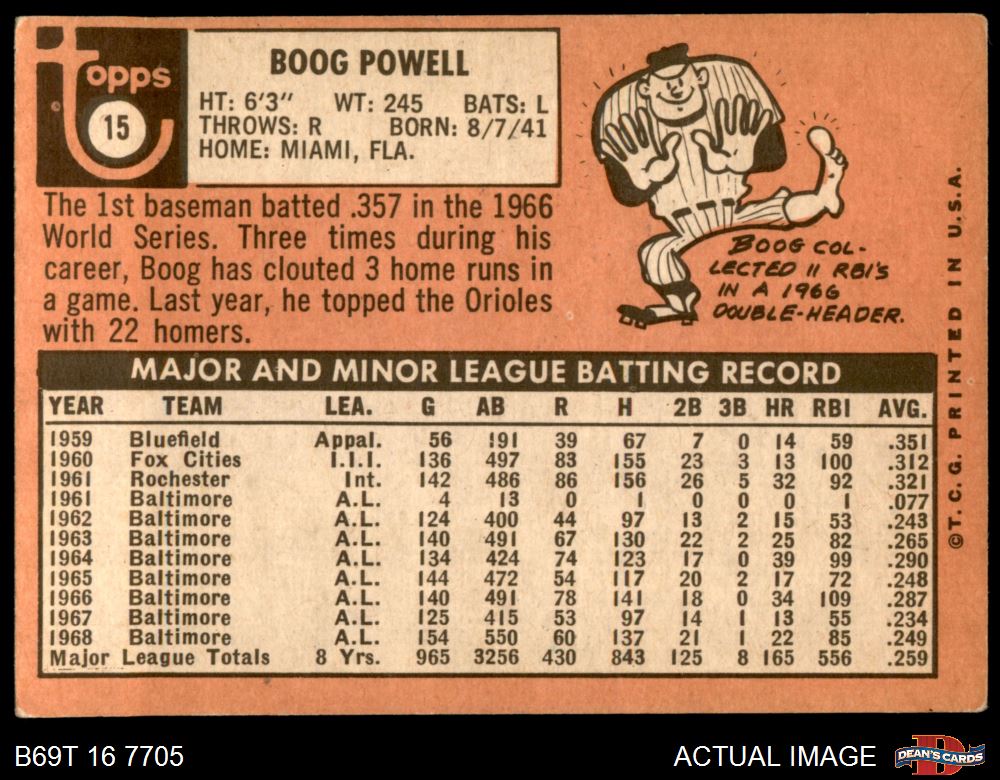 topps
15
BOOG POWELL
HT: 6'3" WT: 245 BATS: L
THROWS: R BORN: 8/7/41
HOME: MIAMI, FLA.
The 1st baseman batted .357 in the 1966
World Series. Three times during his
career, Boog has clouted 3 home runs in
a game. Last year, he topped the Orioles
with 22 homers.
BOOG COL-
LECTED 11 RBI'S
IN A 1966
DOUBLE-HEADER.
MAJOR AND MINOR LEAGUE BATTING RECORD
YEAR TEAM LEA. G AB R H 2B 3B HR RBI AVG.
1959 Bluefield Appal. 56 191 39 67 7 0 14 59 .351
1960 Fox Cities I.I.I. 136 497 83 155 23 3 13 100 .312
1961 Rochester Int. 142 486 86 156 26 5 32 92 .321
1961 Baltimore A.L. 4 13 0 1 0 0 0 1 .077
1962 Baltimore A.L. 124 400 44 97 13 2 15 53 .243
1963 Baltimore A.L. 140 491 67 130 22 2 25 82 .265
1964 Baltimore A.L. 134 424 74 123 17 0 39 99 .290
1965 Baltimore A.L. 144 472 54 117 20 2 17 72 .248
1966 Baltimore A.L. 140 491 78 141 18 0 34 109 .287
1967 Baltimore A.L. 125 415 53 97 14 1 13 55 .234
1968 Baltimore A.L. 154 550 60 137 21 1 22 85 .249
Major League Totals 8 Yrs. 965 3256 430 843 125 8 165 556 .259
©T.C.G. PRINTED IN U.S.A.
B69T 16 7705
ACTUAL IMAGE
D
DEAN'S CARDS